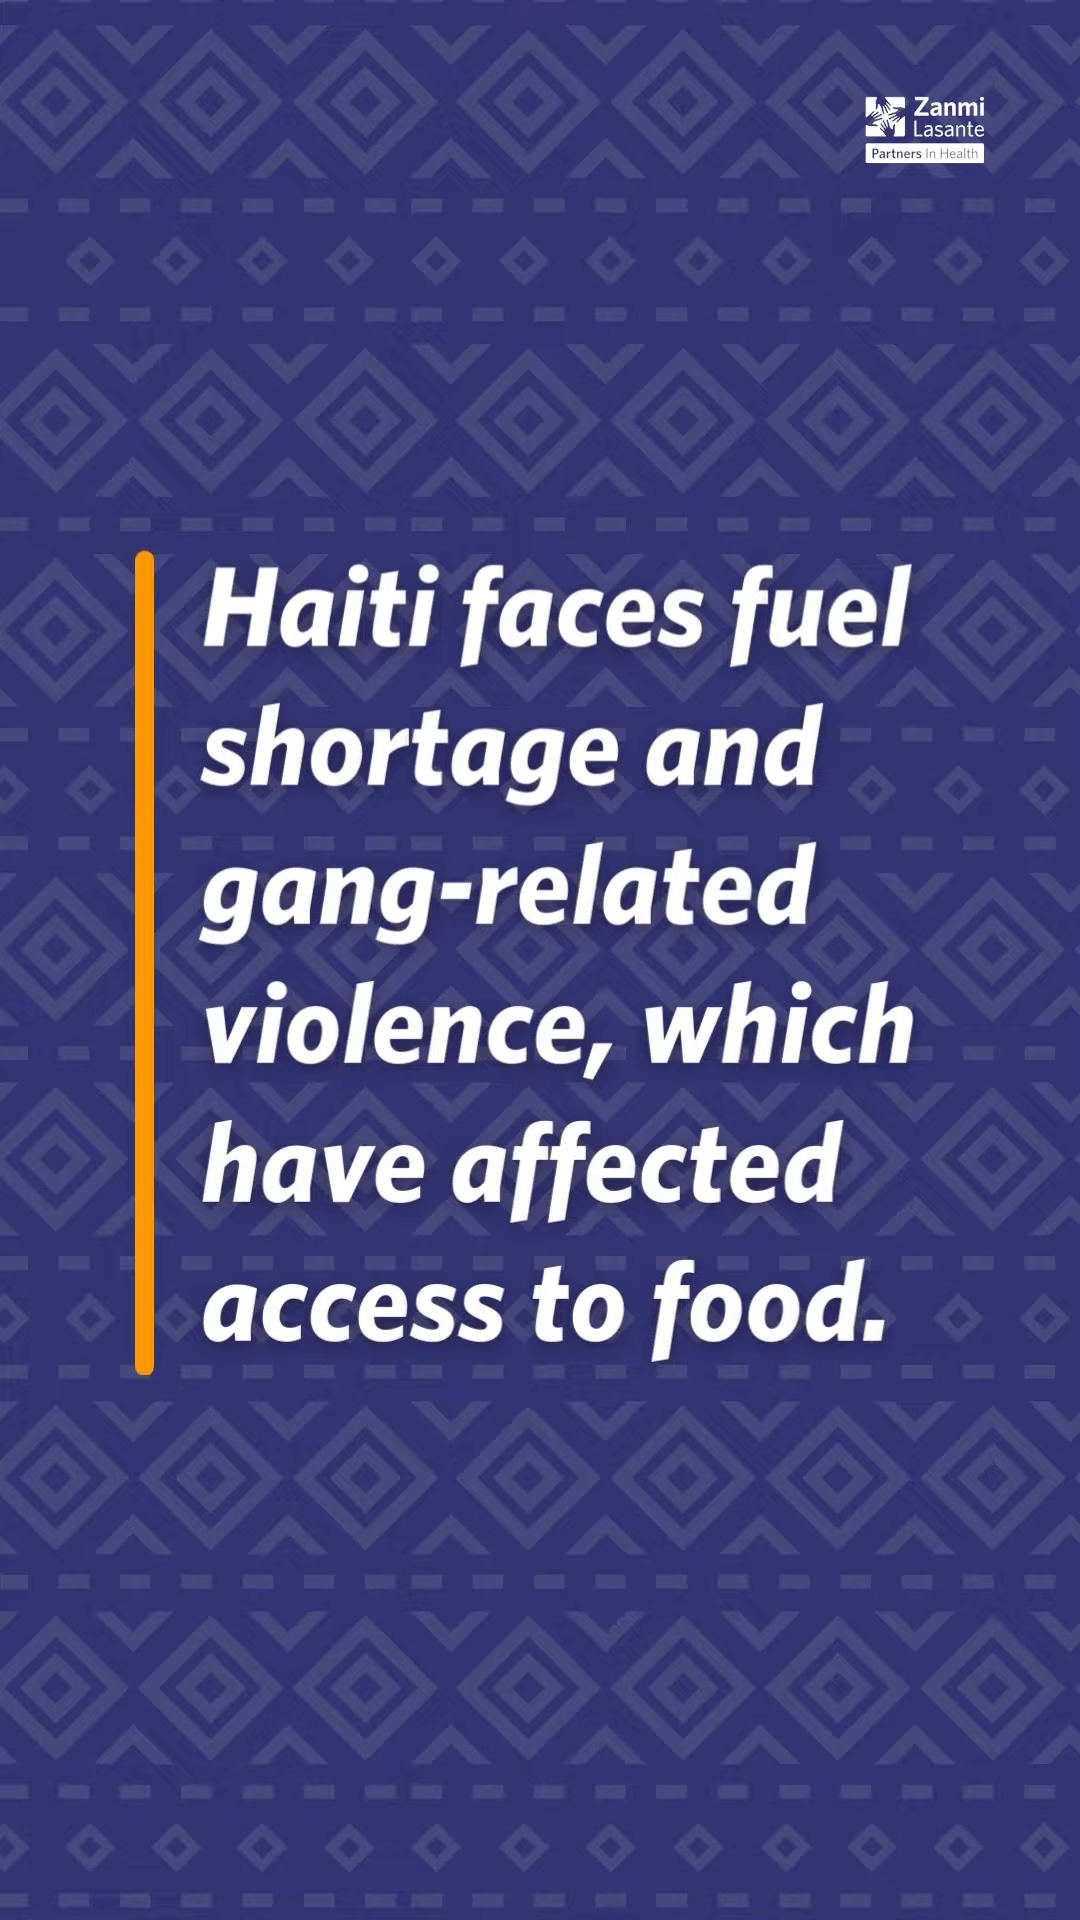 Zanmi
Lasante
Partners In Health
Haiti faces fuel
shortage and
gang-related
violence, which
have affected
access to food.